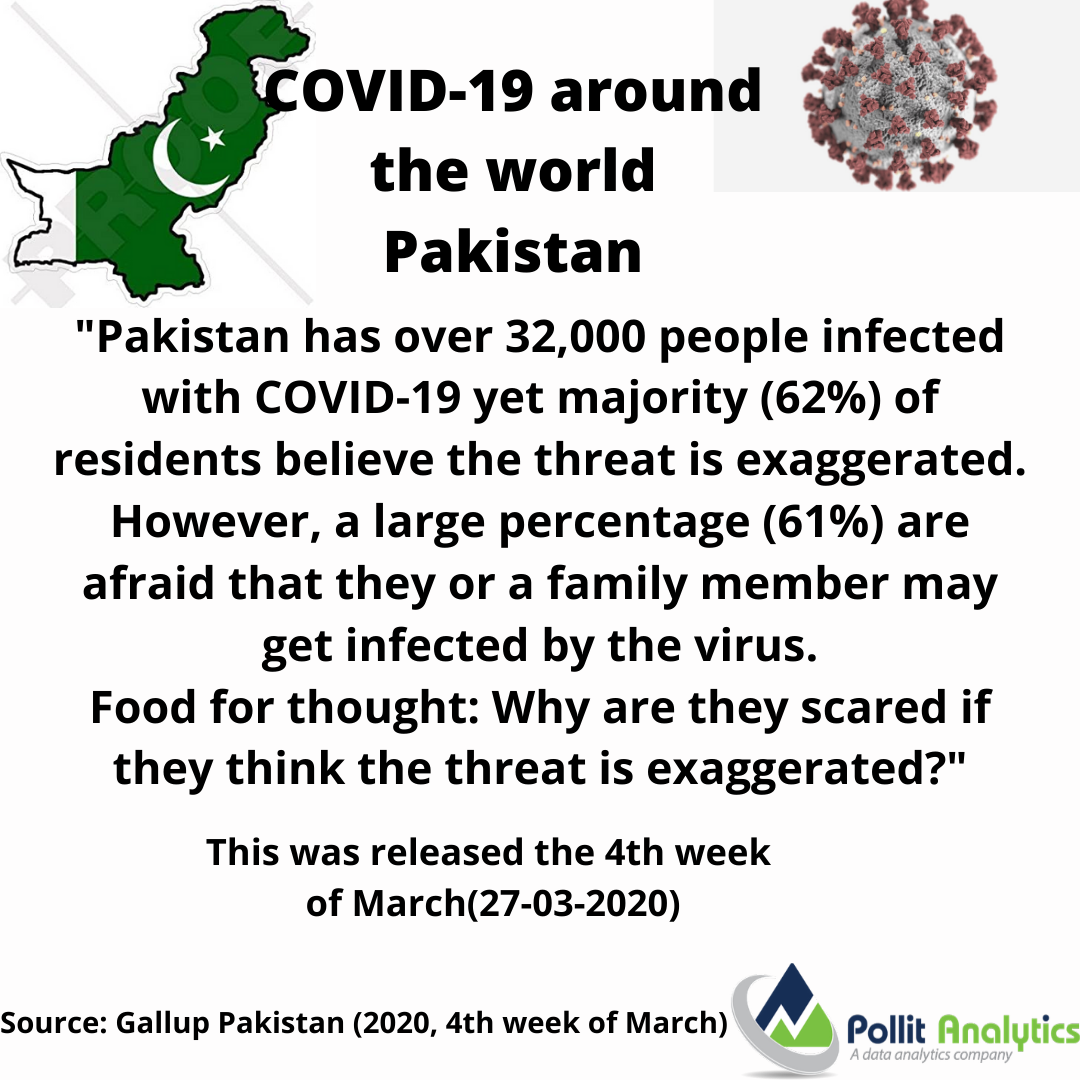 COVID-19 around
the world
Pakistan
"Pakistan has over 32,000 people infected
with COVID-19 yet majority (62%) of
residents believe the threat is exaggerated.
However, a large percentage (61%) are
afraid that they or a family member may
get infected by the virus.
Food for thought: Why are they scared if
they think the threat is exaggerated?"
This was released the 4th week
of March(27-03-2020)
Source: Gallup Pakistan (2020, 4th week of March)
Pollit Analytics
A data analytics company